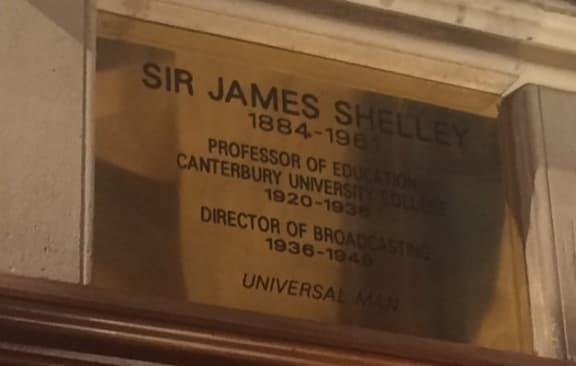 SIR JAMES SHELLEY
1884-1961
PROFESSOR OF EDUCATION
CANTERBURY UNIVERSITY COLLEGE
1920-1936
DIRECTOR OF BROADCASTING
1936-1949
UNIVERSAL MAN